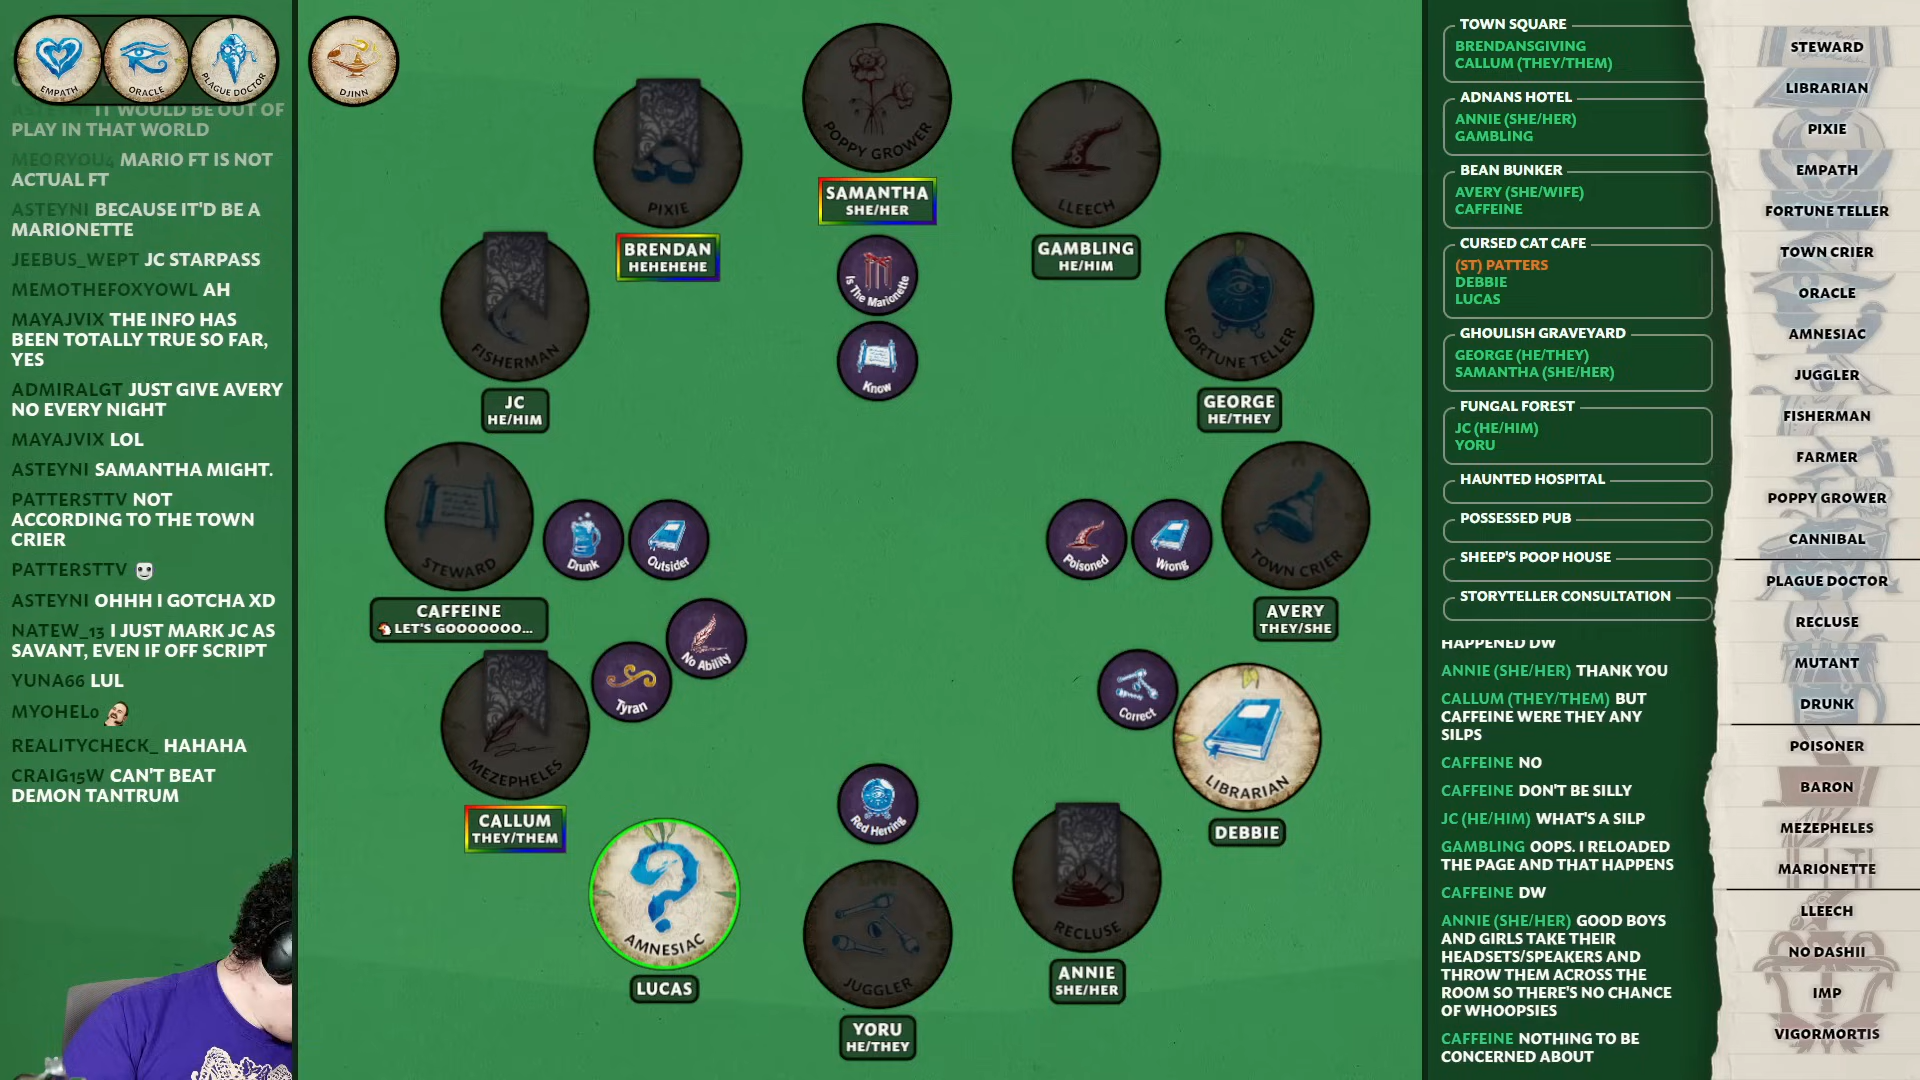 EMPATH
ORACLE
PLAGUE DOCTOR
DJINN
ASTEYNI IT WOULD BE OUT OF
PLAY IN THAT WORLD
MEORYOU4 MARIO FT IS NOT
ACTUAL FT
ASTEYNI BECAUSE IT'D BE A
MARIONETTE
JEEBUS_WEPT JC STARPASS
MEMOTHEFOXYOWL AH
MAYAJVIX THE INFO HAS
BEEN TOTALLY TRUE SO FAR,
YES
ADMIRALGT JUST GIVE AVERY
NO EVERY NIGHT
MAYAJVIX LOL
ASTEYNI SAMANTHA MIGHT.
PATTERSTTV NOT
ACCORDING TO THE TOWN
CRIER
PATTERSTTV
ASTEYNI OHHH I GOTCHA XD
NATEW_13 I JUST MARK JC AS
SAVANT, EVEN IF OFF SCRIPT
YUNA66 LUL
MYOHELO
REALITYCHECK_ HAHAHA
CRAIG15W CAN'T BEAT
DEMON TANTRUM
POPPY GROWER
SAMANTHA
SHE/HER
Is The Marionette
Know
LLEECH
GAMBLING
HE/HIM
FORTUNE TELLER
GEORGE
HE/THEY
TOWN CRIER
AVERY
THEY/SHE
Poisoned
Wrong
LIBRARIAN
DEBBIE
Correct
RECLUSE
ANNIE
SHE/HER
JUGGLER
YORU
HE/THEY
Red Herring
AMNESIAC
LUCAS
MEZEPHELES
CALLUM
THEY/THEM
Tyran
No Ability
STEWARD
CAFFEINE
LET'S GOOOOOOO...
Drunk
Outsider
FISHERMAN
JC
HE/HIM
PIXIE
BRENDAN
HEHEHEHE
TOWN SQUARE
BRENDANSGIVING
CALLUM (THEY/THEM)
ADNANS HOTEL
ANNIE (SHE/HER)
GAMBLING
BEAN BUNKER
AVERY (SHE/WIFE)
CAFFEINE
CURSED CAT CAFE
(ST) PATTERS
DEBBIE
LUCAS
GHOULISH GRAVEYARD
GEORGE (HE/THEY)
SAMANTHA (SHE/HER)
FUNGAL FOREST
JC (HE/HIM)
YORU
HAUNTED HOSPITAL
POSSESSED PUB
SHEEP'S POOP HOUSE
STORYTELLER CONSULTATION
HAPPENED DW
ANNIE (SHE/HER) THANK YOU
CALLUM (THEY/THEM) BUT
CAFFEINE WERE THEY ANY
SILPS
CAFFEINE NO
CAFFEINE DON'T BE SILLY
JC (HE/HIM) WHAT'S A SILP
GAMBLING OOPS. I RELOADED
THE PAGE AND THAT HAPPENS
CAFFEINE DW
ANNIE (SHE/HER) GOOD BOYS
AND GIRLS TAKE THEIR
HEADSETS/SPEAKERS AND
THROW THEM ACROSS THE
ROOM SO THERE'S NO CHANCE
OF WHOOPSIES
CAFFEINE NOTHING TO BE
CONCERNED ABOUT
STEWARD
LIBRARIAN
PIXIE
EMPATH
FORTUNE TELLER
TOWN CRIER
ORACLE
AMNESIAC
JUGGLER
FISHERMAN
FARMER
POPPY GROWER
CANNIBAL
PLAGUE DOCTOR
RECLUSE
MUTANT
DRUNK
POISONER
BARON
MEZEPHELES
MARIONETTE
LLEECH
NO DASHII
IMP
VIGORMORTIS